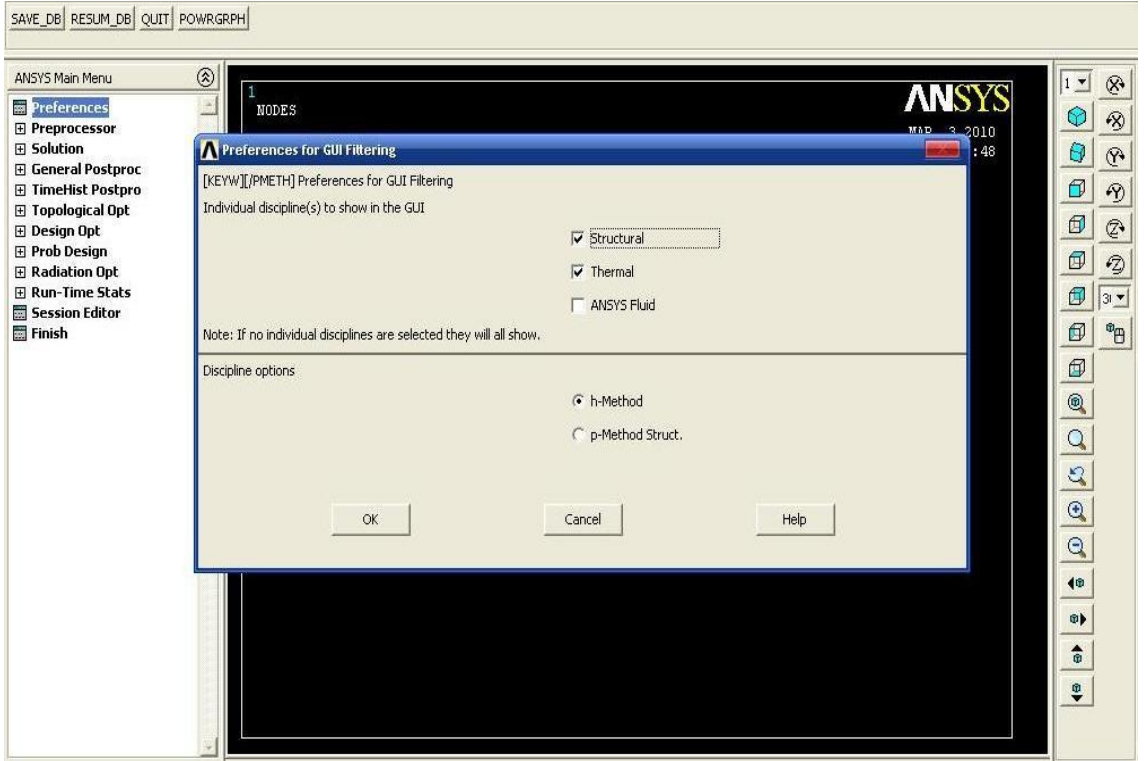 SAVE_DB RESUM_DB QUIT POWRGRPH
ANSYS Main Menu
Preferences
Preprocessor
Solution
General Postproc
TimeHist Postpro
Topological Opt
Design Opt
Prob Design
Radiation Opt
Run-Time Stats
Session Editor
Finish
1
NODES
ANSYS
MAR 3 2010
:48
Preferences for GUI Filtering
[KEYW][/PMETH] Preferences for GUI Filtering
Individual discipline(s) to show in the GUI
Structural
Thermal
ANSYS Fluid
Note: If no individual disciplines are selected they will all show.
Discipline options
h-Method
p-Method Struct.
OK Cancel Help
1
X
X
Y
Y
Z
Z